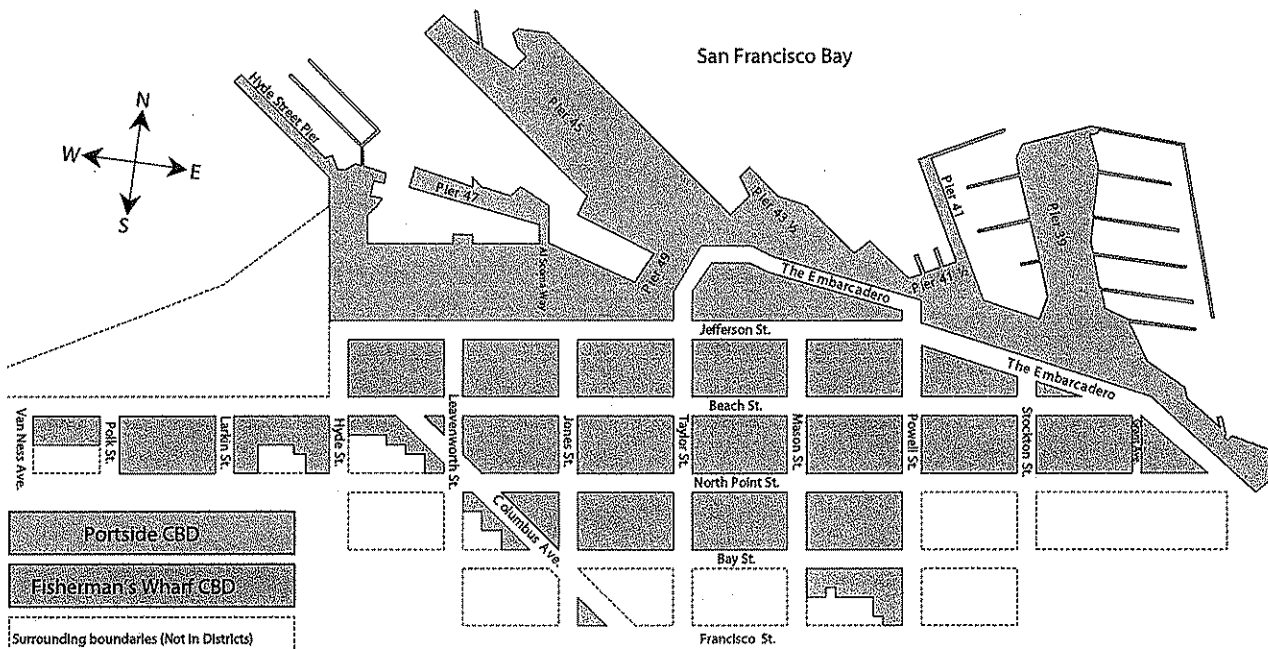 San Francisco Bay
N
W
E
S
Hyde Street Pier
Pier 45
Pier 47
Pier 43 ½
Pier 41
Pier 39
Pier 49
Pier 41 ½
The Embarcadero
Jefferson St.
The Embarcadero
Beach St.
Van Ness Ave.
Polk St.
Larkin St.
Hyde St.
Leavenworth St.
Jones St.
Taylor St.
Mason St.
Powell St.
Stockton St.
North Point St.
Columbus Ave.
Bay St.
Francisco St.
Portside CBD
Fisherman's Wharf CBD
Surrounding boundaries (Not in Districts)